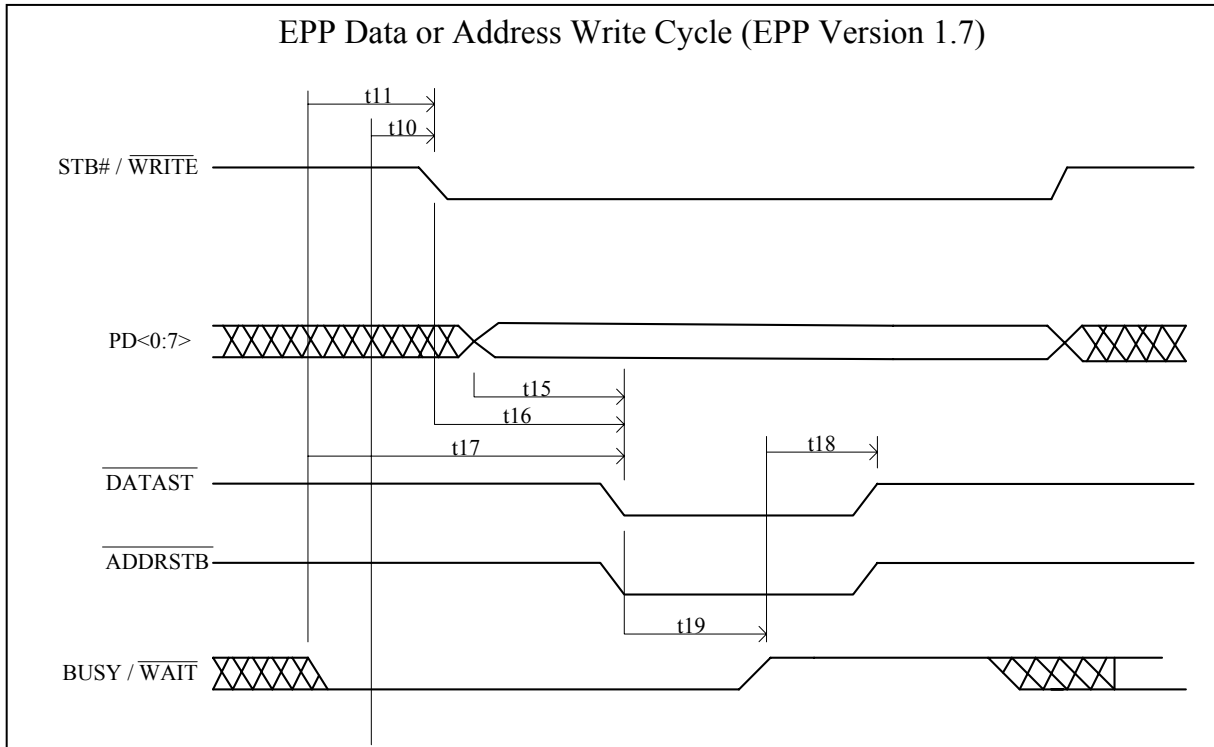 EPP Data or Address Write Cycle (EPP Version 1.7)
t11
t10
STB# / WRITE
PD<0:7>
t15
t16
t17
t18
DATAST
ADDRSTB
t19
BUSY / WAIT